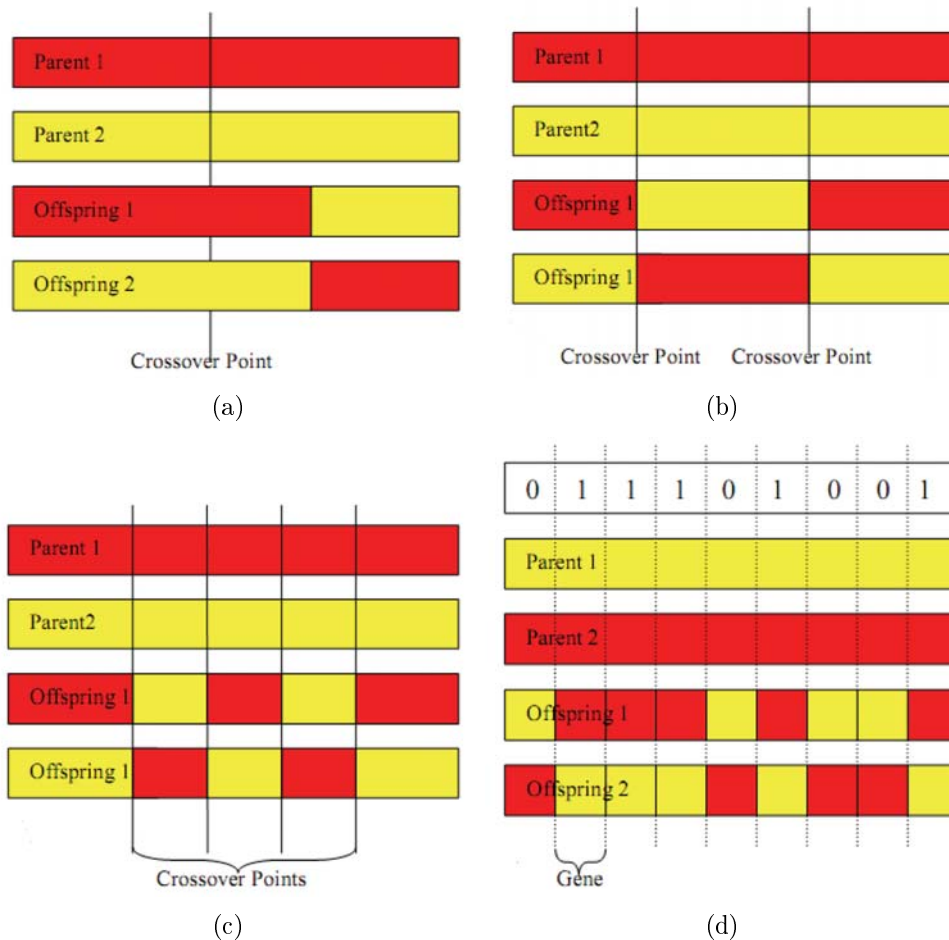 Parent 1
Parent 2
Offspring 1
Offspring 2
Crossover Point
(a)
Parent 1
Parent2
Offspring 1
Offspring 1
Crossover Point Crossover Point
(b)
Parent 1
Parent2
Offspring 1
Offspring 1
Crossover Points
(c)
0 1 1 1 0 1 0 0 1
Parent 1
Parent 2
Offspring 1
Offspring 2
Gene
(d)